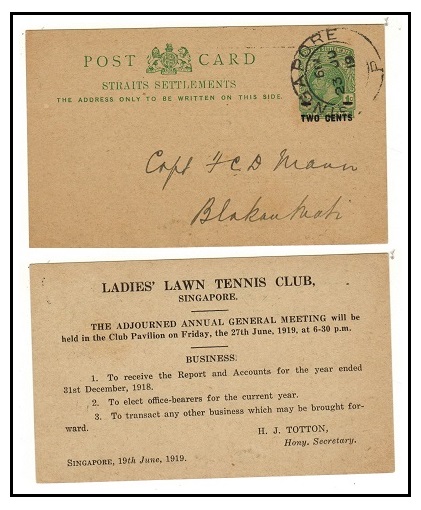 POST CARD
STRAITS SETTLEMENTS
THE ADDRESS ONLY TO BE WRITTEN ON THIS SIDE.
TWO CENTS
Capt F C D Mann
Blakan Mati
LADIES' LAWN TENNIS CLUB,
SINGAPORE.
THE ADJOURNED ANNUAL GENERAL MEETING will be
held in the Club Pavilion on Friday, the 27th June, 1919, at 6-30 p.m.
BUSINESS:
1. To receive the Report and Accounts for the year ended
31st December, 1918.
2. To elect office-bearers for the current year.
3. To transact any other business which may be brought for-
ward.
H. J. TOTTON,
Hony. Secretary.
SINGAPORE, 19th June, 1919.